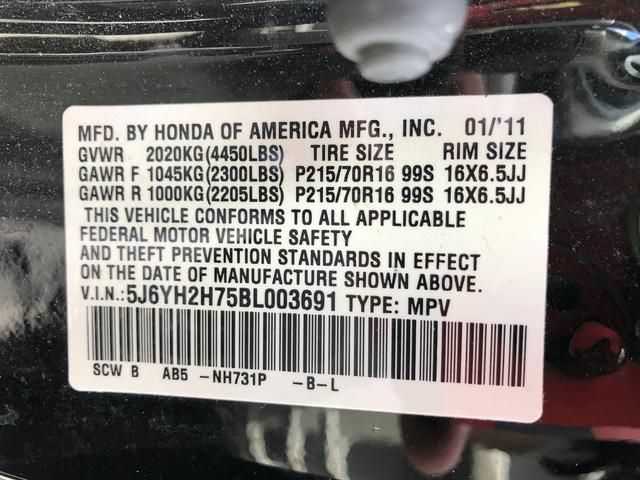 MFD. BY HONDA OF AMERICA MFG., INC. 01/'11
GVWR 2020KG(4450LBS) TIRE SIZE RIM SIZE
GAWR F 1045KG(2300LBS) P215/70R16 99S 16X6.5JJ
GAWR R 1000KG(2205LBS) P215/70R16 99S 16X6.5JJ
THIS VEHICLE CONFORMS TO ALL APPLICABLE
FEDERAL MOTOR VEHICLE SAFETY
AND THEFT PREVENTION STANDARDS IN EFFECT
ON THE DATE OF MANUFACTURE SHOWN ABOVE.
V.I.N.:5J6YH2H75BL003691 TYPE: MPV
SCW B AB5 -NH731P -B-L